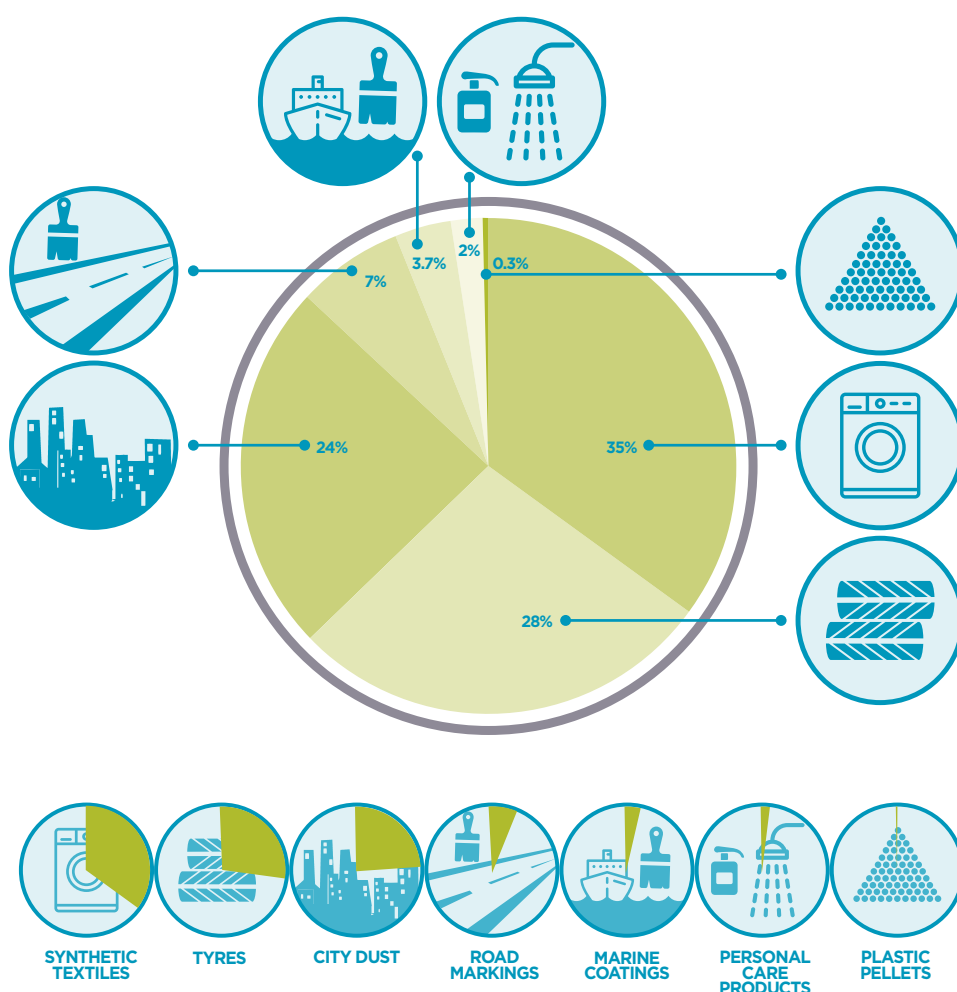 3.7%
2%
0.3%
7%
24%
35%
28%
SYNTHETIC
TEXTILES
TYRES
CITY DUST
ROAD
MARKINGS
MARINE
COATINGS
PERSONAL
CARE
PRODUCTS
PLASTIC
PELLETS